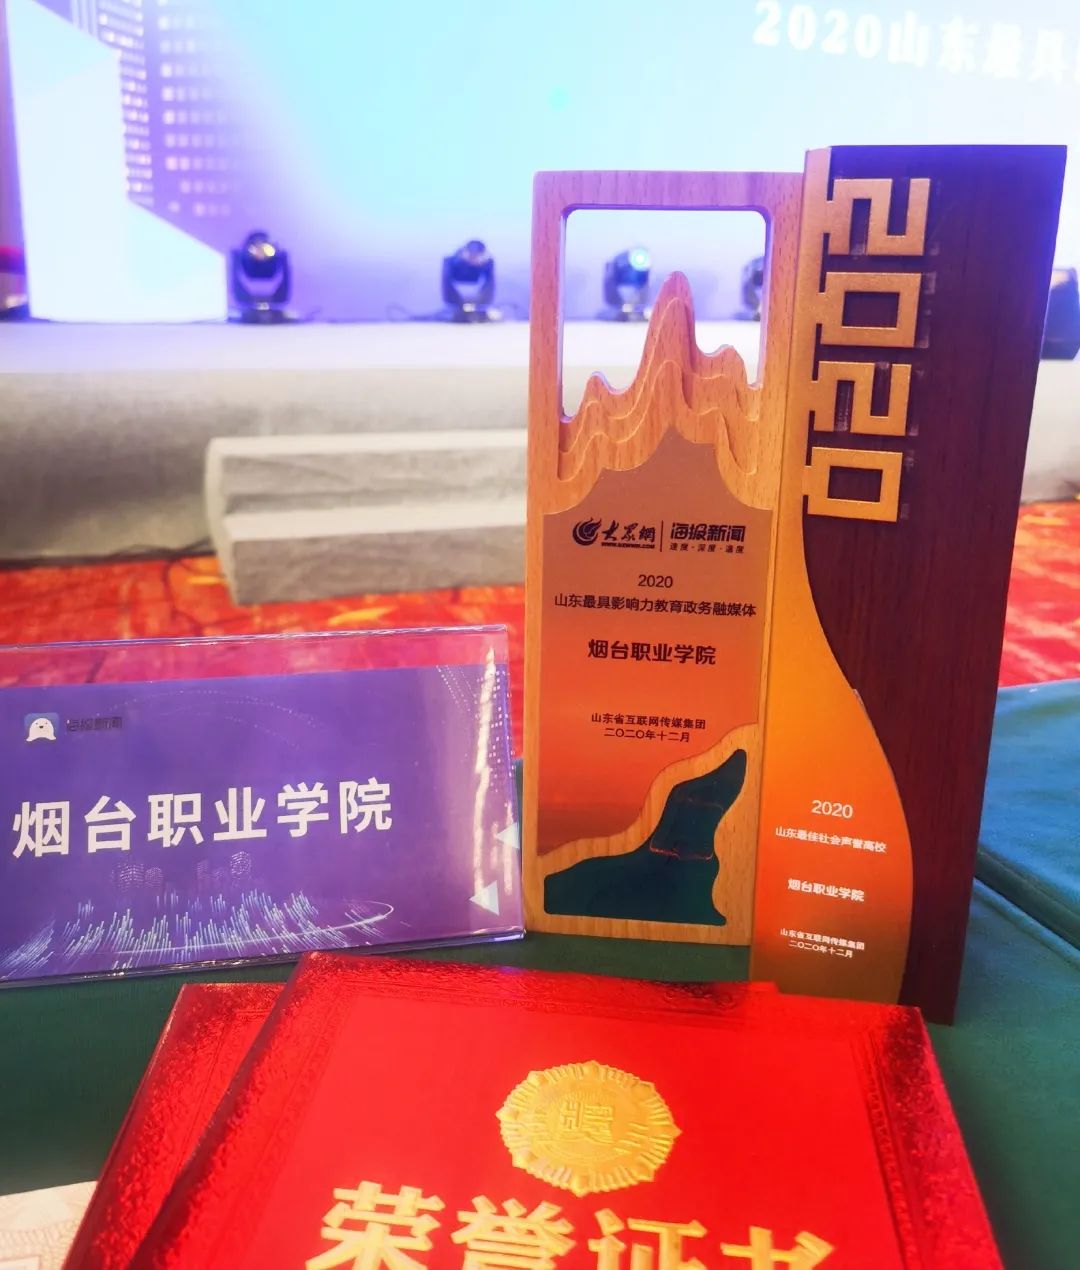 2020山东最具
2020
大众網
www.dzwww.com
海报新闻
速度·深度·温度
2020
山东最具影响力教育政务融媒体
烟台职业学院
山东省互联网传媒集团
二〇二〇年十二月
海报新闻
烟台职业学院
2020
山东最佳社会声誉高校
烟台职业学院
山东省互联网传媒集团
二〇二〇年十二月
荣誉证书